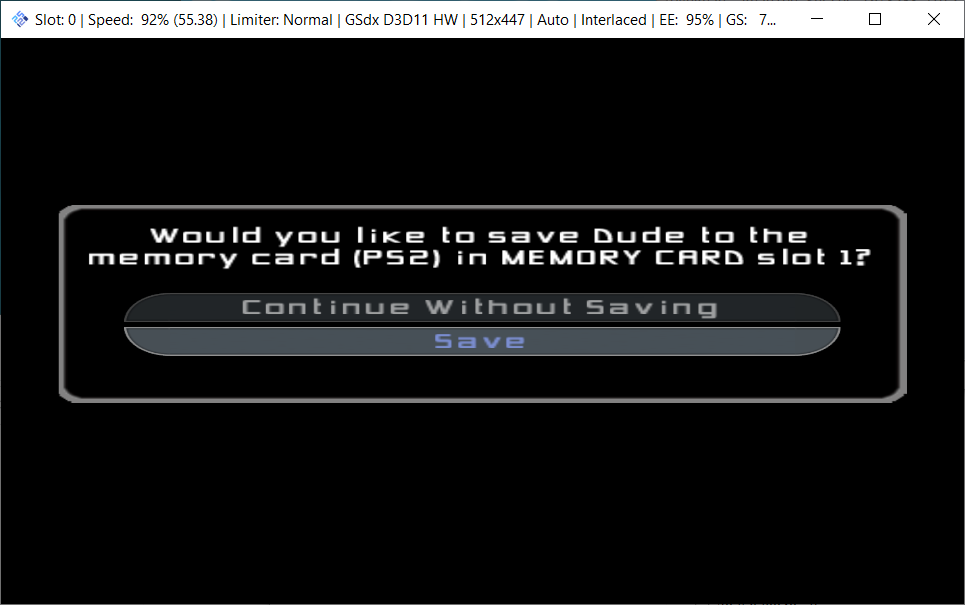 Slot: 0 | Speed:  92% (55.38) | Limiter: Normal | GSdx D3D11 HW | 512x447 | Auto | Interlaced | EE:  95% | GS:   7...
Would you like to save Dude to the
memory card (PS2) in MEMORY CARD slot 1?
Continue Without Saving
Save